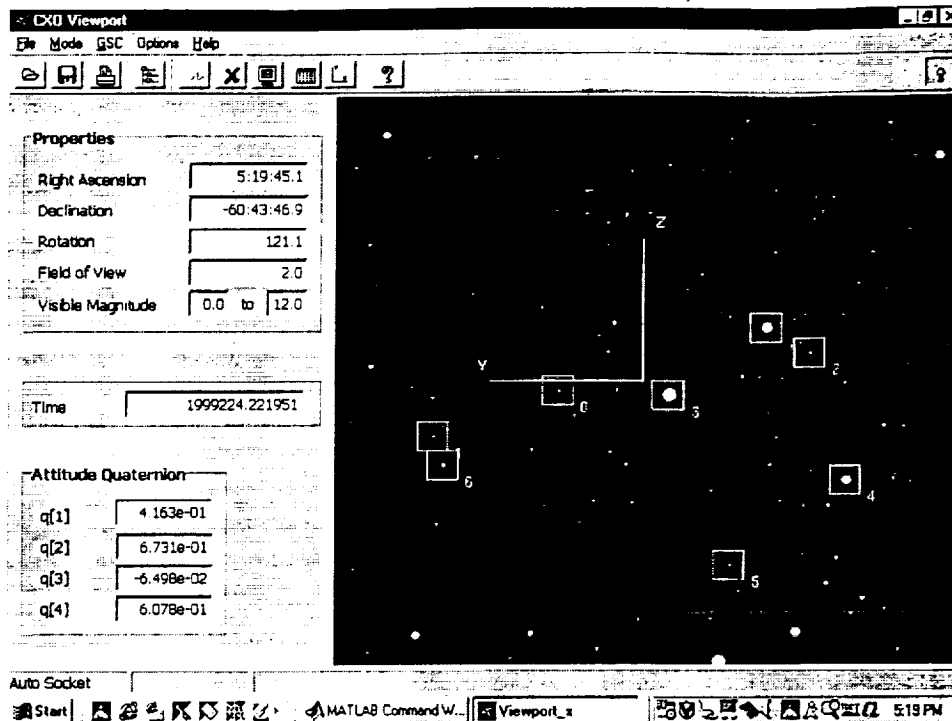 CXO Viewport
File Mode GSC Options Help
Properties
Right Ascension 5:19:45.1
Declination -60:43:46.9
Rotation 121.1
Field of View 2.0
Visible Magnitude 0.0 to 12.0
Time 1999224.221951
Attitude Quaternion
q[1] 4.163e-01
q[2] 6.731e-01
q[3] -6.498e-02
q[4] 6.078e-01
Z
Y
2
0
3
6
4
5
Auto Socket
Start MATLAB Command W... Viewport_x 5:19 PM